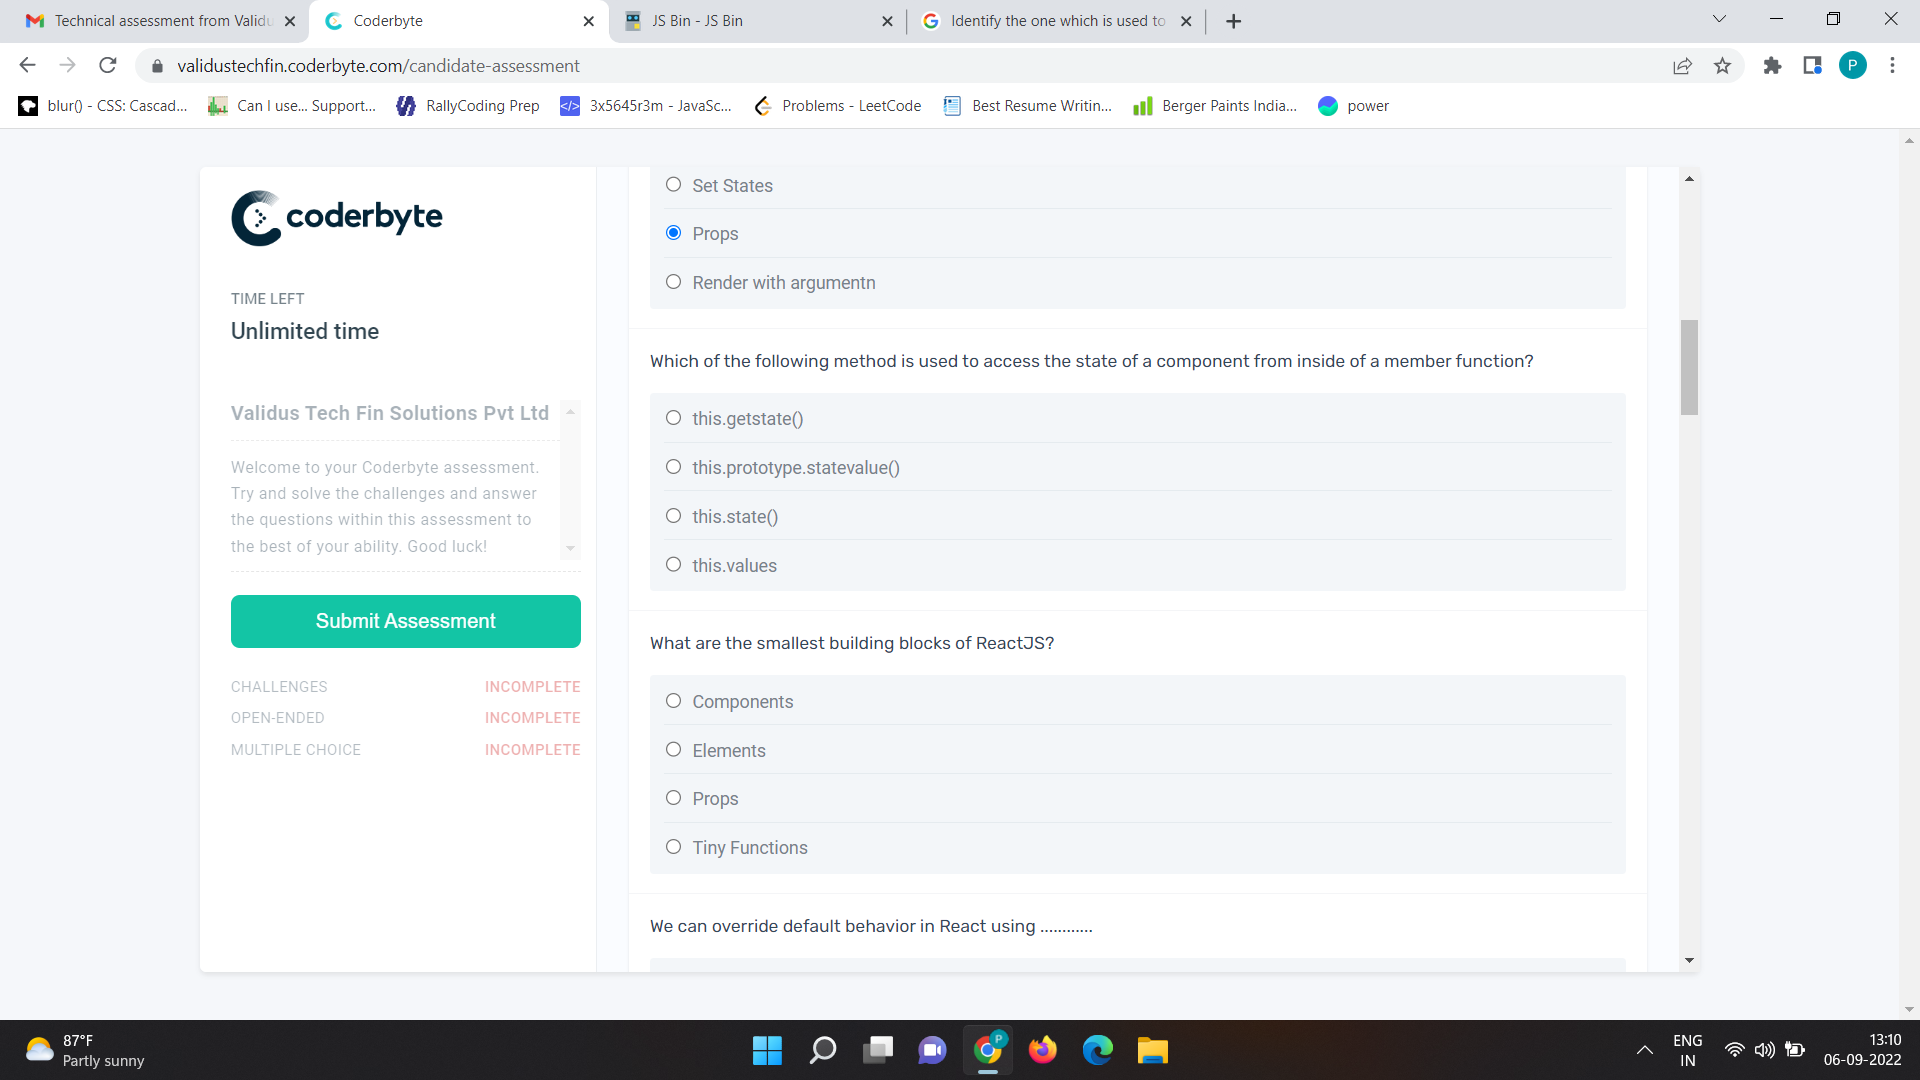 Technical assessment from Validu
Coderbyte
JS Bin - JS Bin
Identify the one which is used to
validustechfin.coderbyte.com/candidate-assessment
P
blur() - CSS: Cascad...
Can I use... Support...
RallyCoding Prep
3x5645r3m - JavaSc...
Problems - LeetCode
Best Resume Writin...
Berger Paints India...
power
coderbyte
TIME LEFT
Unlimited time
Validus Tech Fin Solutions Pvt Ltd
Welcome to your Coderbyte assessment.
Try and solve the challenges and answer
the questions within this assessment to
the best of your ability. Good luck!
Submit Assessment
CHALLENGES INCOMPLETE
OPEN-ENDED INCOMPLETE
MULTIPLE CHOICE INCOMPLETE
Set States
Props
Render with argumentn
Which of the following method is used to access the state of a component from inside of a member function?
this.getstate()
this.prototype.statevalue()
this.state()
this.values
What are the smallest building blocks of ReactJS?
Components
Elements
Props
Tiny Functions
We can override default behavior in React using ............
87°F
Partly sunny
P
ENG
IN
13:10
06-09-2022